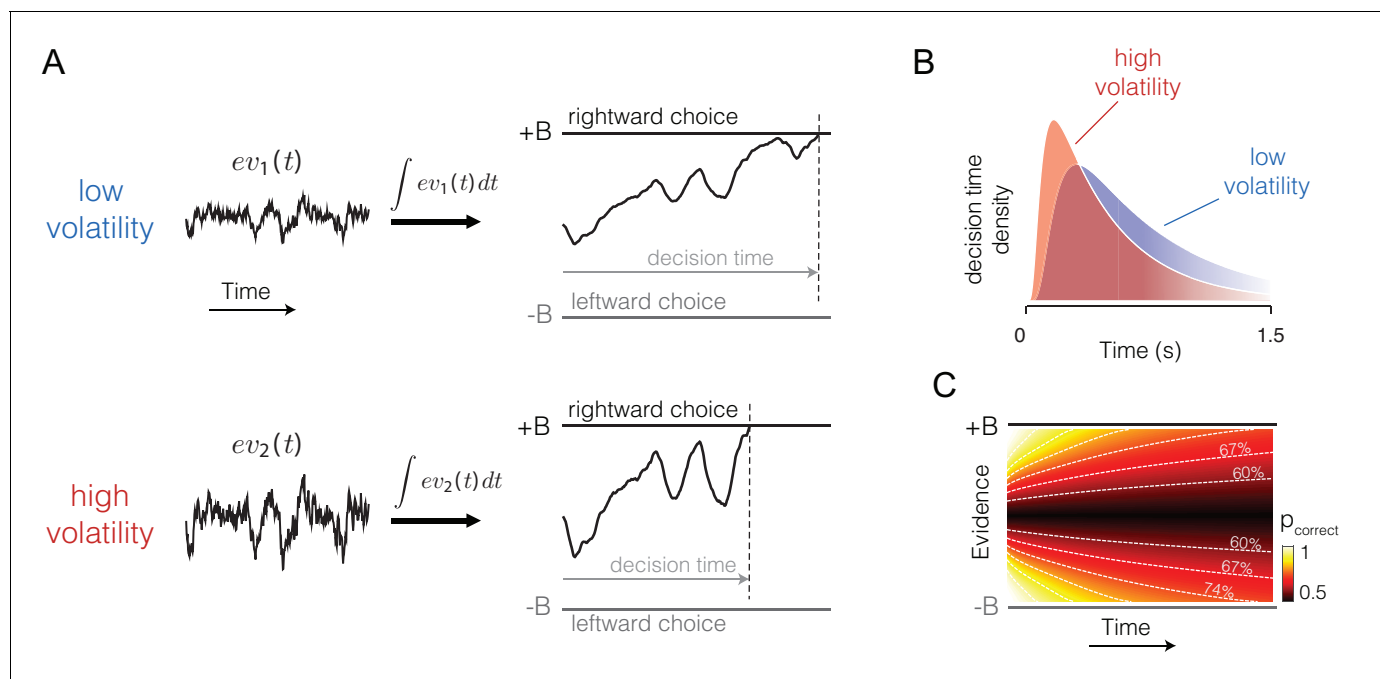 A
low
volatility
ev₁(t)
∫ ev₁(t) dt
Time
+B
rightward choice
decision time
-B
leftward choice
high
volatility
ev₂(t)
∫ ev₂(t) dt
+B
rightward choice
decision time
-B
leftward choice
B
high
volatility
low
volatility
decision time
density
0
1.5
Time (s)
C
+B
Evidence
67%
60%
60%
67%
74%
-B
Time
pcorrect
1
0.5